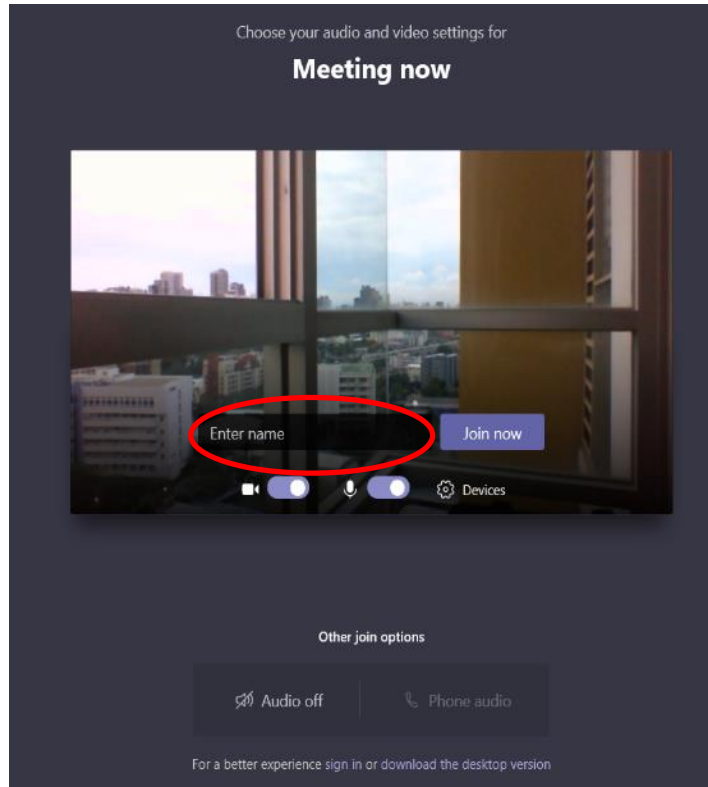 Choose your audio and video settings for
Meeting now
Enter name
Join now
Devices
Other join options
Audio off
Phone audio
For a better experience sign in or download the desktop version